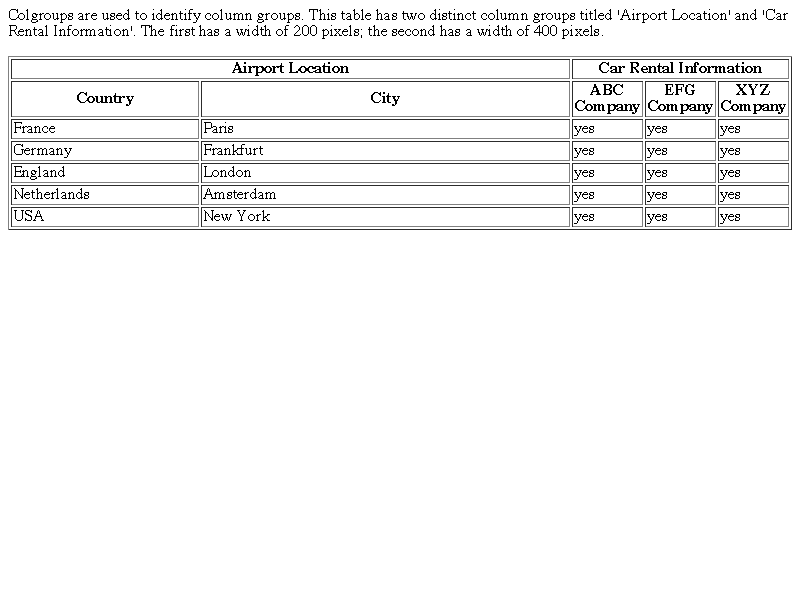 Colgroups are used to identify column groups. This table has two distinct column groups titled 'Airport Location' and 'Car
Rental Information'. The first has a width of 200 pixels; the second has a width of 400 pixels.
Airport Location Car Rental Information
Country City ABC Company EFG Company XYZ Company
France Paris yes yes yes
Germany Frankfurt yes yes yes
England London yes yes yes
Netherlands Amsterdam yes yes yes
USA New York yes yes yes